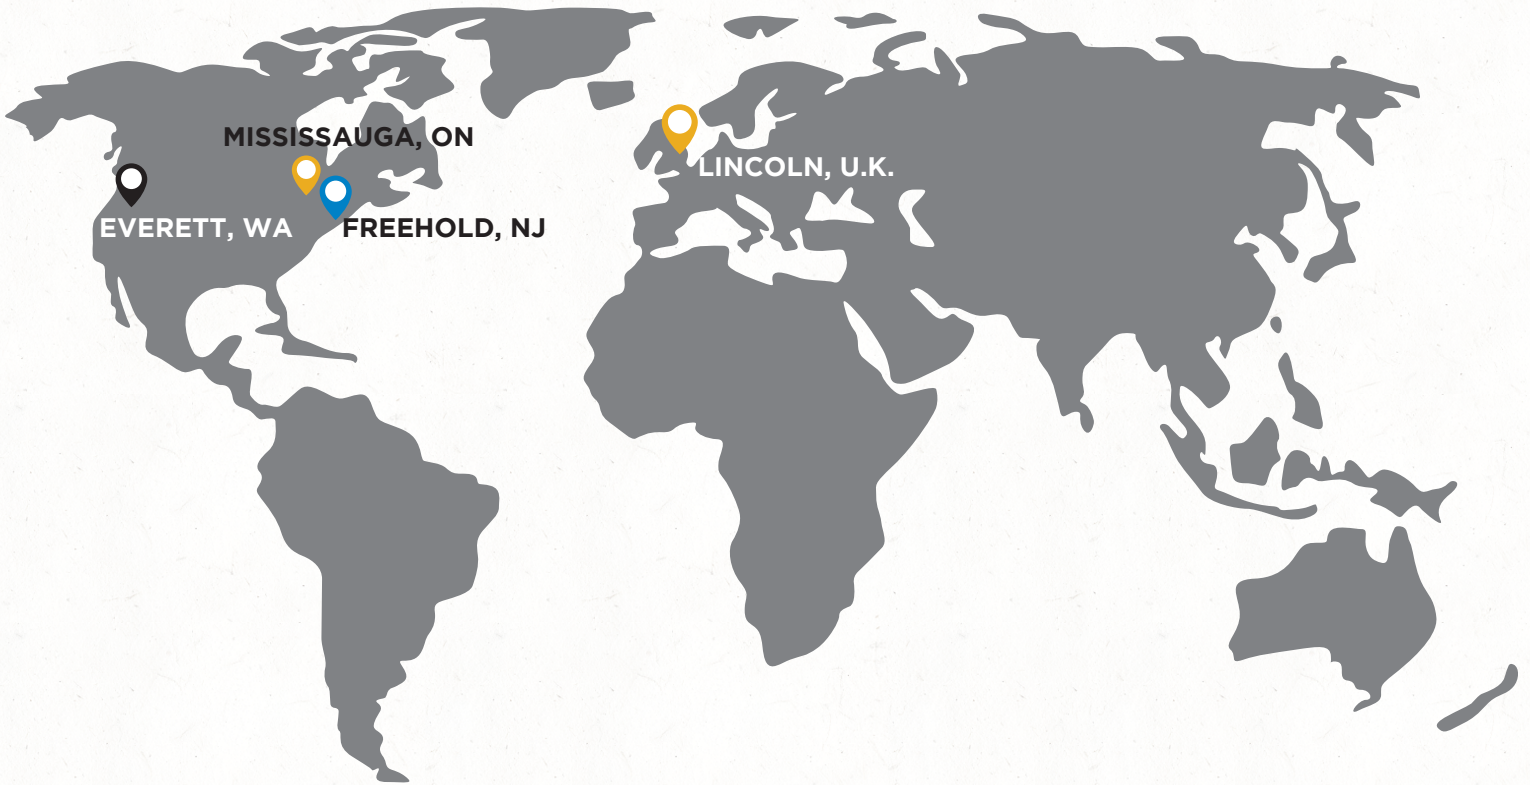 MISSISSAUGA, ON
LINCOLN, U.K.
EVERETT, WA
FREEHOLD, NJ